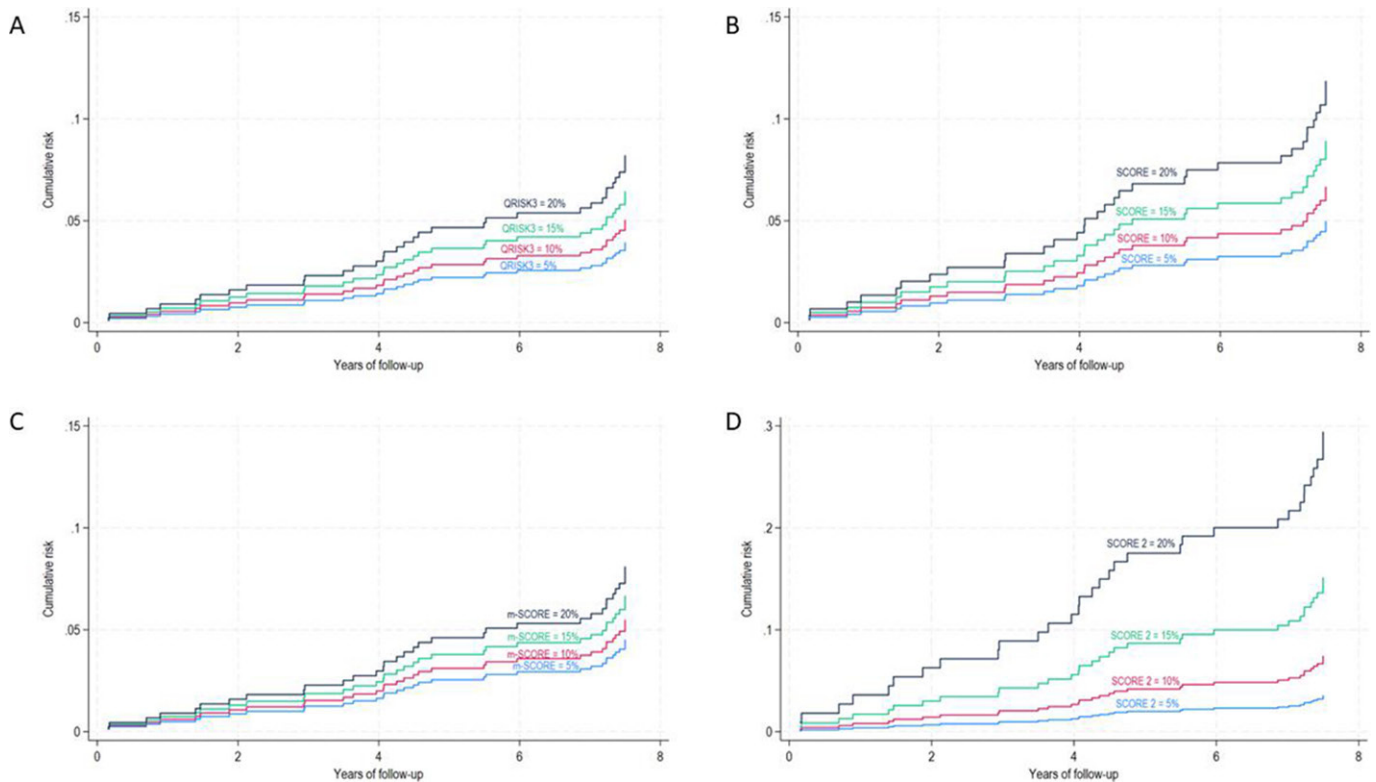 A
.15
.1
.05
0
Cumulative risk
QRISK3 = 20%
QRISK3 = 15%
QRISK3 = 10%
QRISK3 = 5%
0 2 4 6 8
Years of follow-up
B
.15
.1
.05
0
Cumulative risk
SCORE = 20%
SCORE = 15%
SCORE = 10%
SCORE = 5%
0 2 4 6 8
Years of follow-up
C
.15
.1
.05
0
Cumulative risk
m-SCORE = 20%
m-SCORE = 15%
m-SCORE = 10%
m-SCORE = 5%
0 2 4 6 8
Years of follow-up
D
.3
.2
.1
0
Cumulative risk
SCORE 2 = 20%
SCORE 2 = 15%
SCORE 2 = 10%
SCORE 2 = 5%
0 2 4 6 8
Years of follow-up